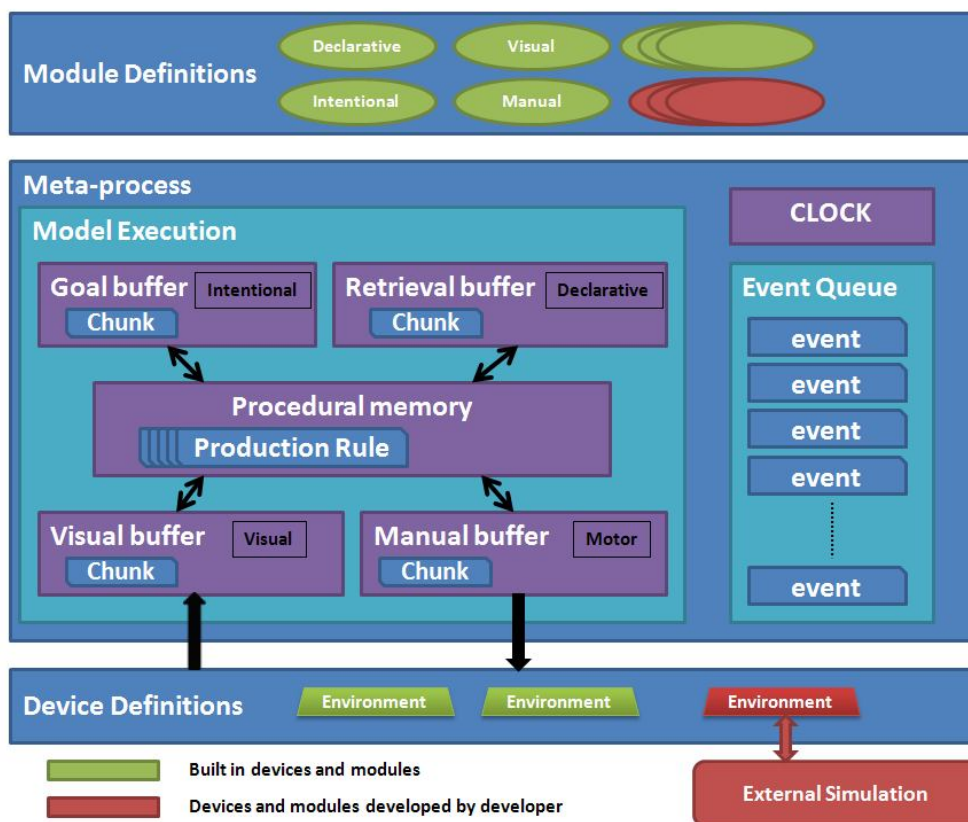 Module Definitions
Declarative
Visual
Intentional
Manual
Meta-process
Model Execution
CLOCK
Goal buffer
Intentional
Chunk
Retrieval buffer
Declarative
Chunk
Event Queue
event
event
event
event
event
Procedural memory
Production Rule
Visual buffer
Visual
Chunk
Manual buffer
Motor
Chunk
Device Definitions
Environment
Environment
Environment
Built in devices and modules
Devices and modules developed by developer
External Simulation